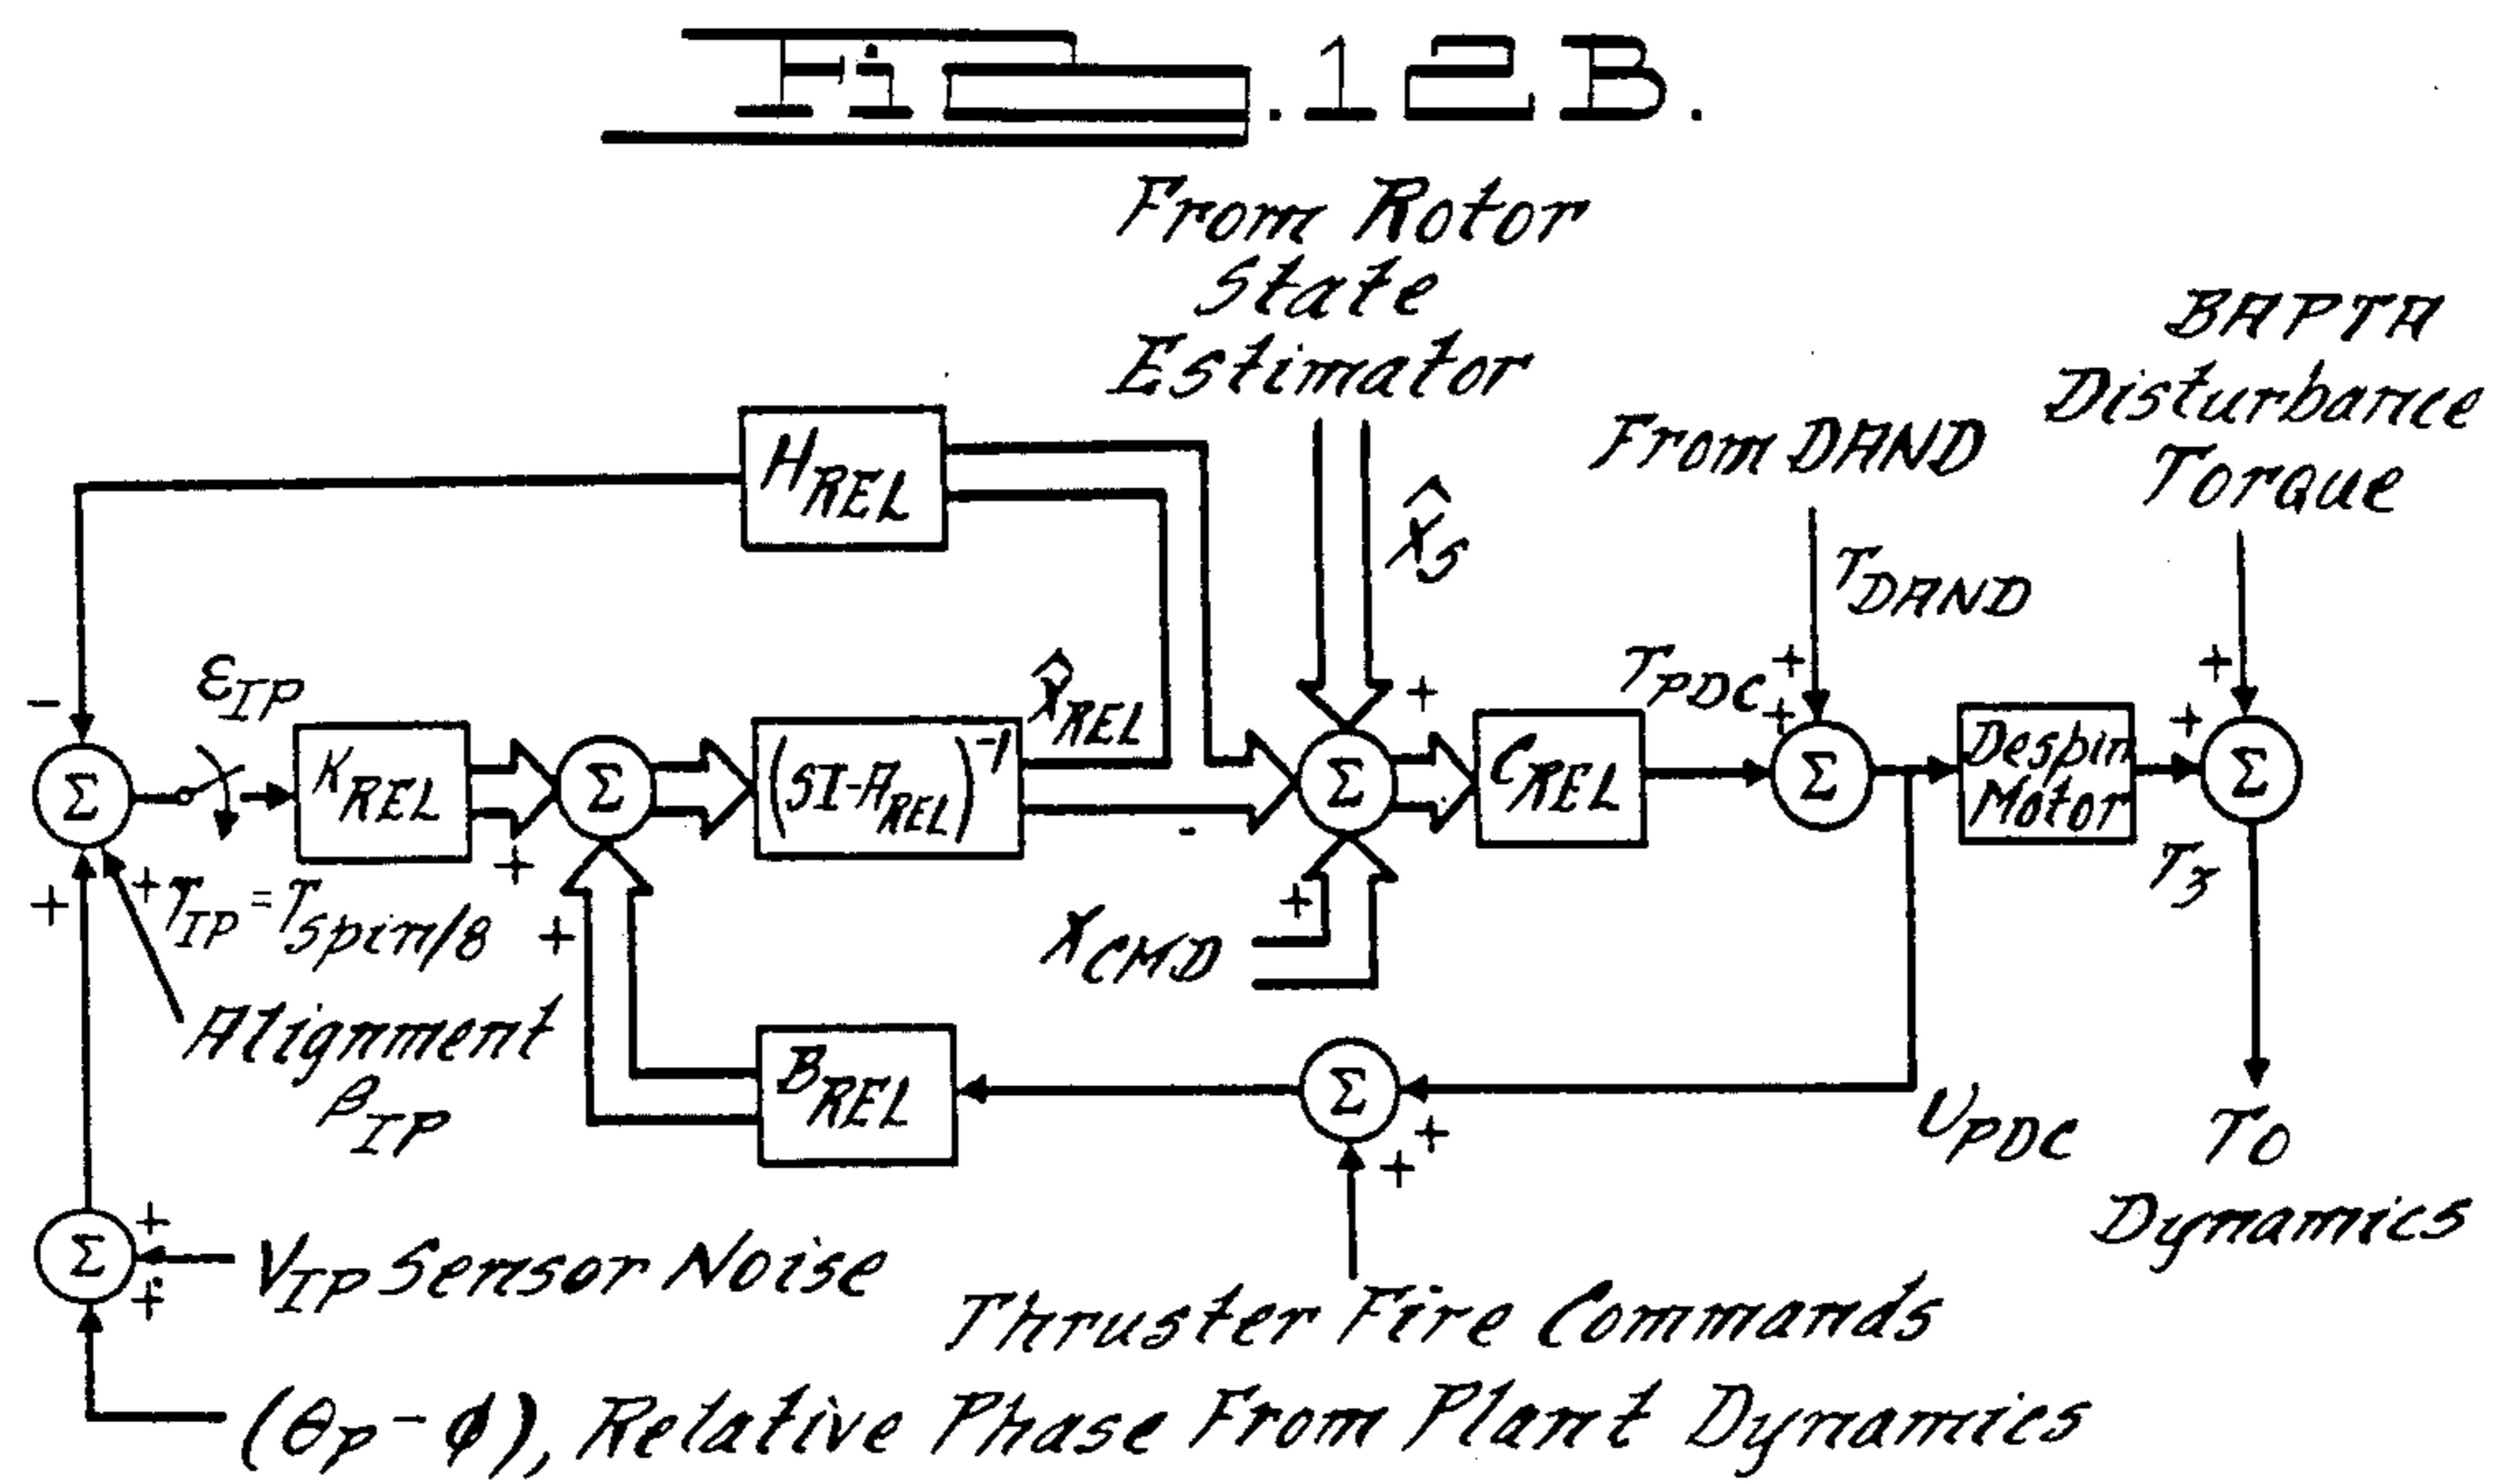 Fig.12B.
From Rotor
State
Estimator
BAPTA
Disturbance
Torque
From DAND
H_REL
X̂_S
T_DAND
ε_IP
X̂_REL
T_PDC
-
+
+
+
+
+
K_REL
Σ
Σ
(SI-A_REL)^-1
Σ
C_REL
Σ
Despin
Motor
Σ
Σ
-
T_3
+
+
+
+
+
T_IP = T_Spin/8
X_CMD
Alignment
β_IP
B_REL
Σ
U_PDC
To
Dynamics
+
+
+
+
Σ
V_IP Sensor Noise
Thruster Fire Commands
(θ_P - φ), Relative Phase From Plant Dynamics